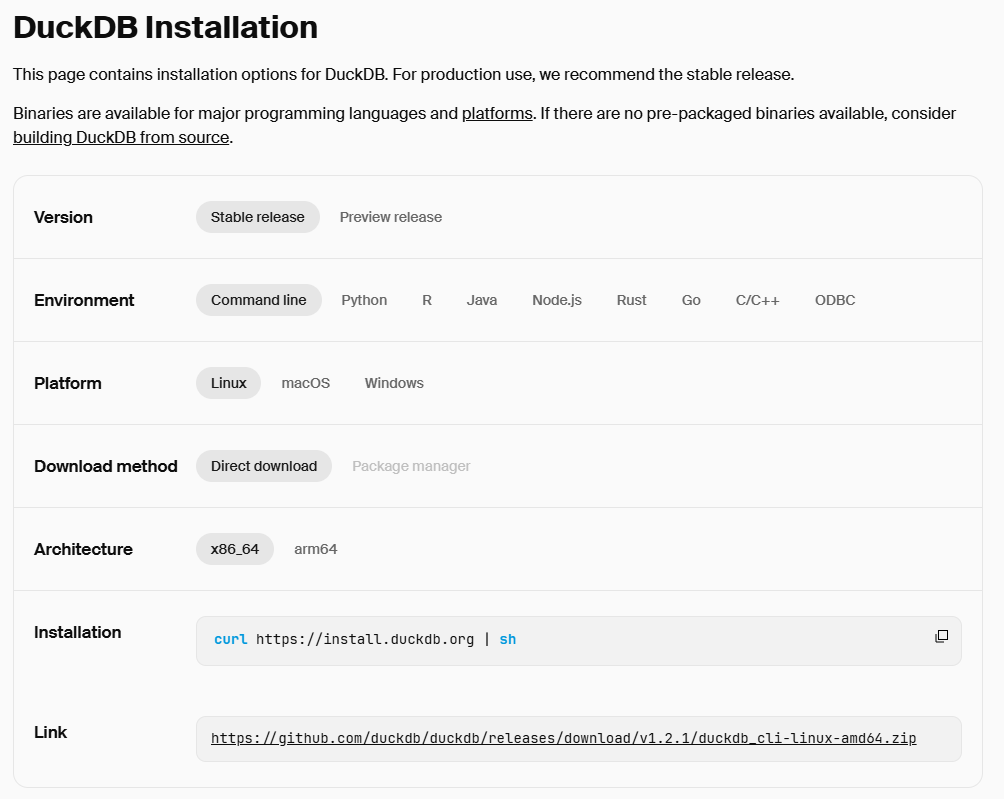 DuckDB Installation
This page contains installation options for DuckDB. For production use, we recommend the stable release.
Binaries are available for major programming languages and platforms. If there are no pre-packaged binaries available, consider
building DuckDB from source.
Version Stable release Preview release
Environment Command line Python R Java Node.js Rust Go C/C++ ODBC
Platform Linux macOS Windows
Download method Direct download Package manager
Architecture x86_64 arm64
Installation curl https://install.duckdb.org | sh
Link https://github.com/duckdb/duckdb/releases/download/v1.2.1/duckdb_cli-linux-amd64.zip